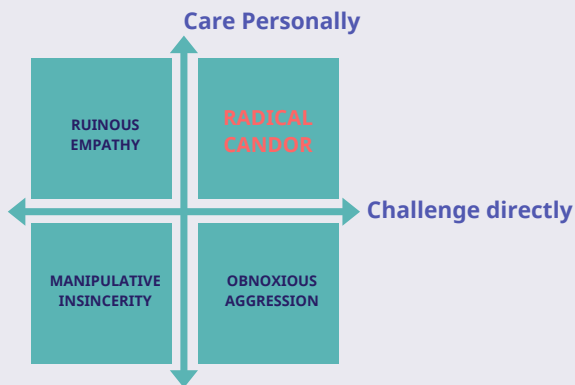 Care Personally
RUINOUS
EMPATHY
RADICAL
CANDOR
Challenge directly
MANIPULATIVE
INSINCERITY
OBNOXIOUS
AGGRESSION